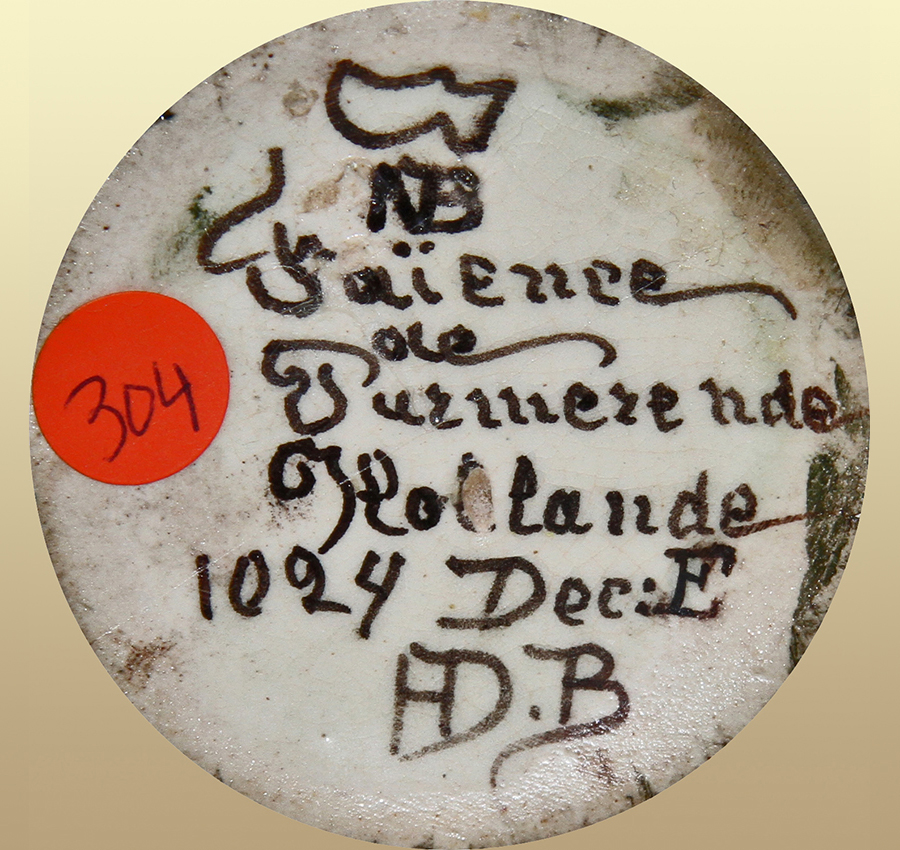 NB
Faïence
de
Purmerende
Hollande
1024 Dec:E
HD.B
304